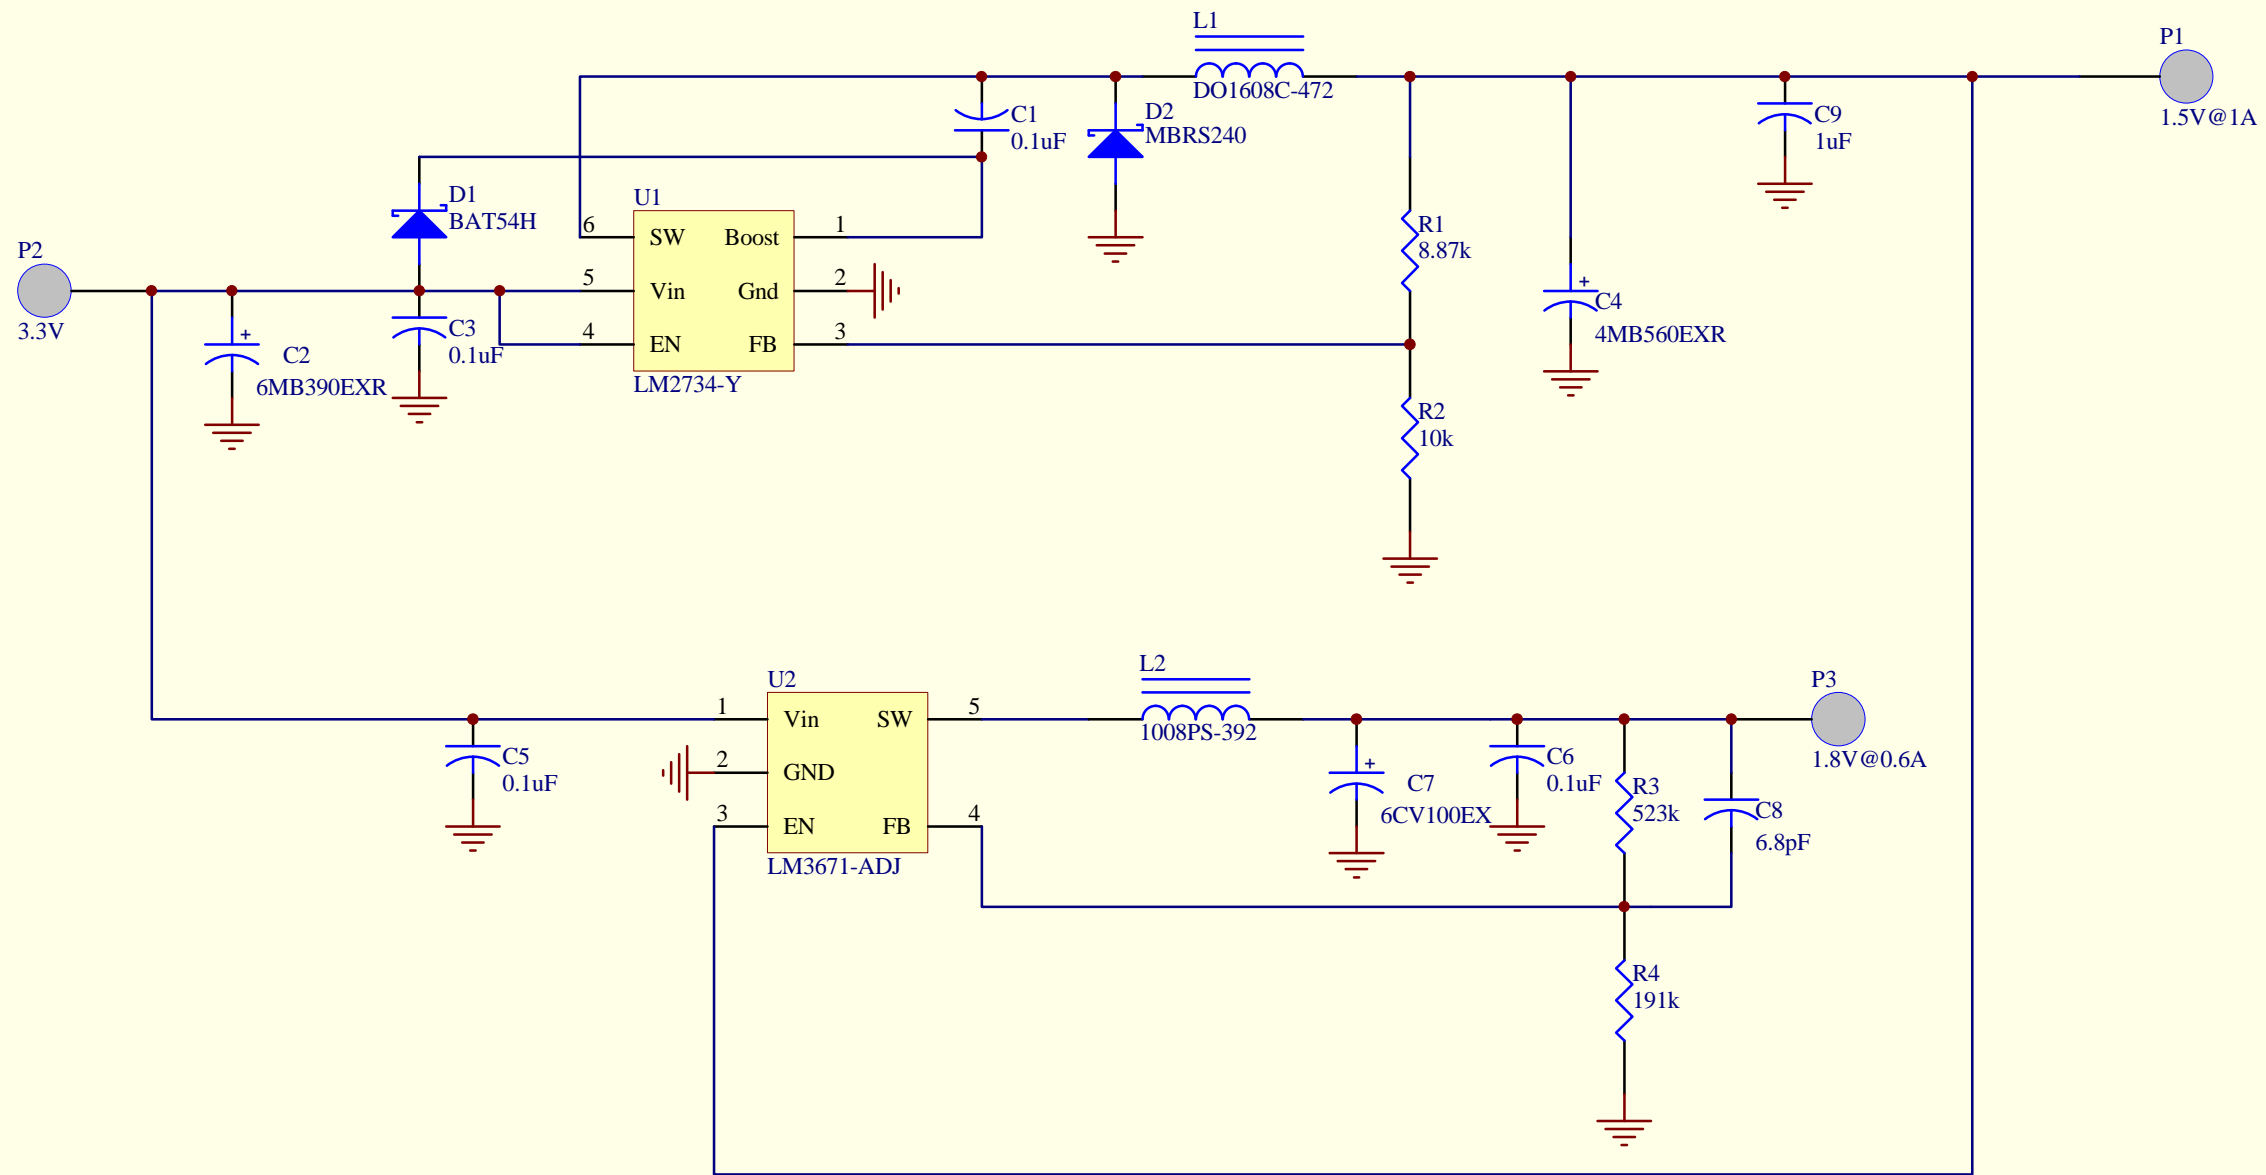 L1
DO1608C-472
P1
1.5V@1A
C1
0.1uF
D2
MBRS240
C9
1uF
D1
BAT54H
U1
6 SW Boost 1
5 Vin Gnd 2
4 EN FB 3
LM2734-Y
R1
8.87k
P2
3.3V
+
C2
6MB390EXR
C3
0.1uF
+
C4
4MB560EXR
R2
10k
U2
1 Vin SW 5
2 GND
3 EN FB 4
LM3671-ADJ
L2
1008PS-392
P3
1.8V@0.6A
C5
0.1uF
+
C7
6CV100EX
C6
0.1uF
R3
523k
C8
6.8pF
R4
191k